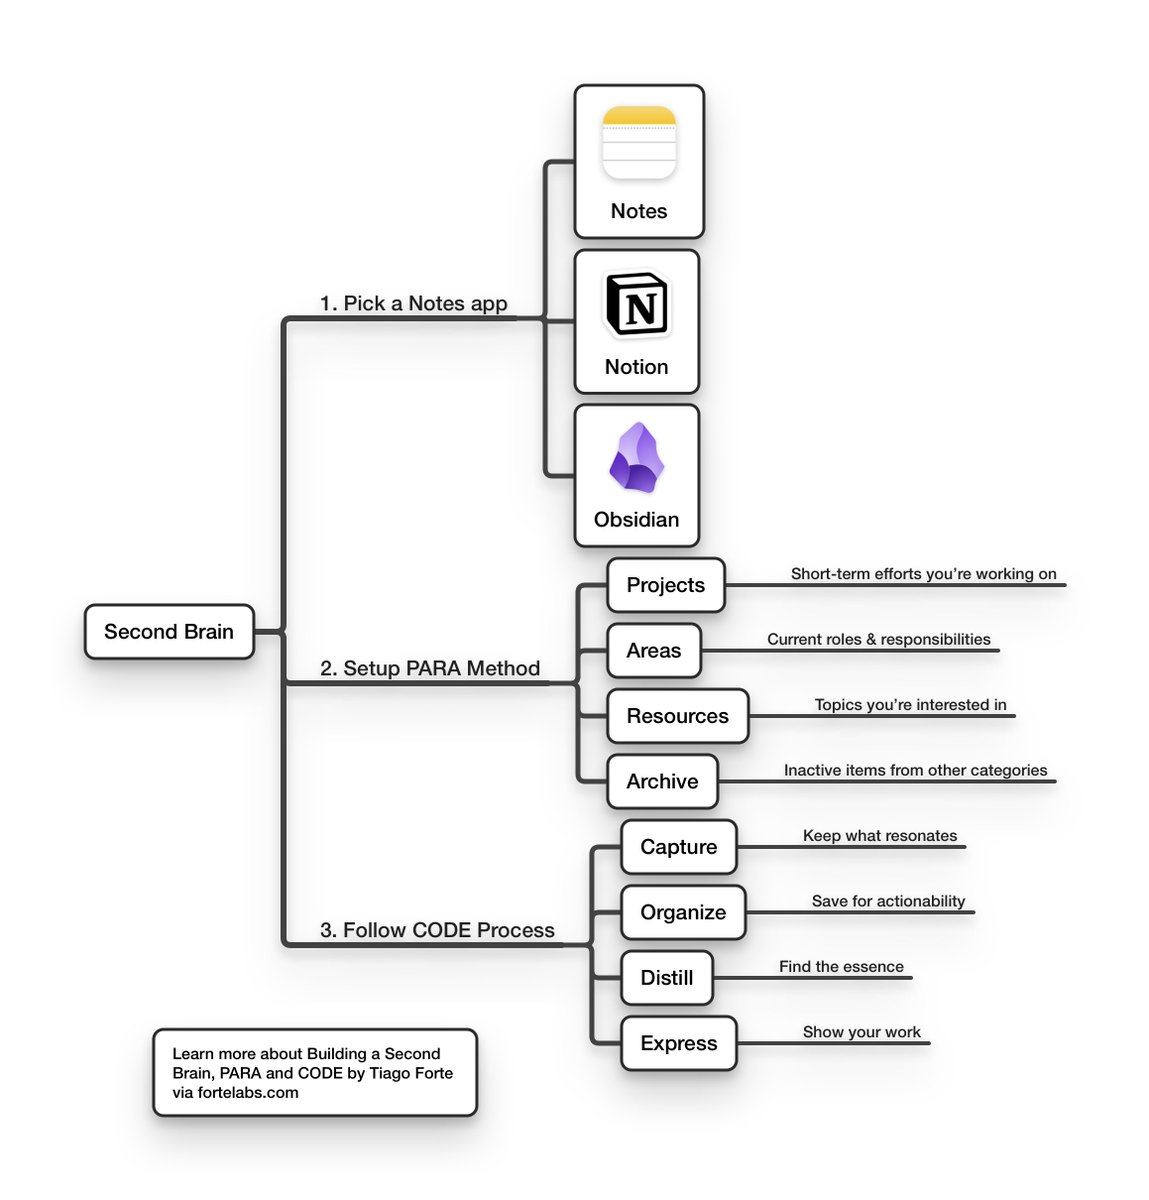 Notes
N
Notion
Obsidian
1. Pick a Notes app
Second Brain
2. Setup PARA Method
Projects
Short-term efforts you’re working on
Areas
Current roles & responsibilities
Resources
Topics you’re interested in
Archive
Inactive items from other categories
3. Follow CODE Process
Capture
Keep what resonates
Organize
Save for actionability
Distill
Find the essence
Express
Show your work
Learn more about Building a Second
Brain, PARA and CODE by Tiago Forte
via fortelabs.com